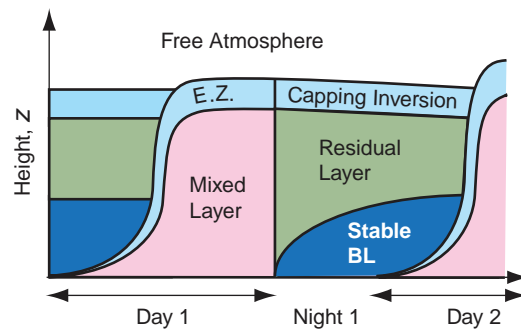 Free Atmosphere
Height, z
E.Z.
Capping Inversion
Residual
Layer
Mixed
Layer
Stable
BL
Day 1
Night 1
Day 2